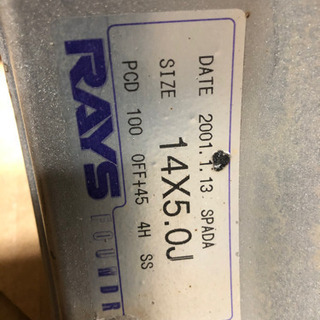 DATE 2001.1.13 SPADA
SIZE 14X5.0J
PCD 100 OFF+45 4H SS
RAYS